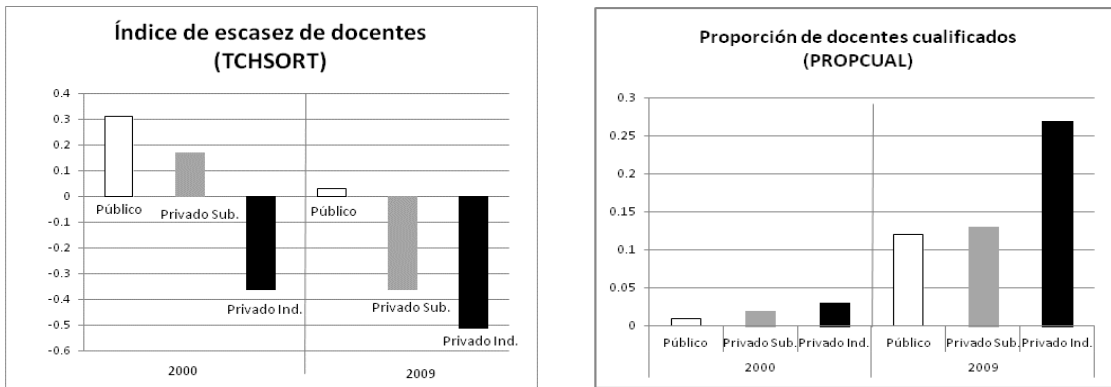 Índice de escasez de docentes
(TCHSORT)
0.4
0.3
0.2
0.1
0
-0.1
-0.2
-0.3
-0.4
-0.5
-0.6
Público
Privado Sub.
Privado Ind.
Público
Privado Sub.
Privado Ind.
2000
2009
Proporción de docentes cualificados
(PROPCUAL)
0.3
0.25
0.2
0.15
0.1
0.05
0
Público
Privado Sub.
Privado Ind.
Público
Privado Sub.
Privado Ind.
2000
2009